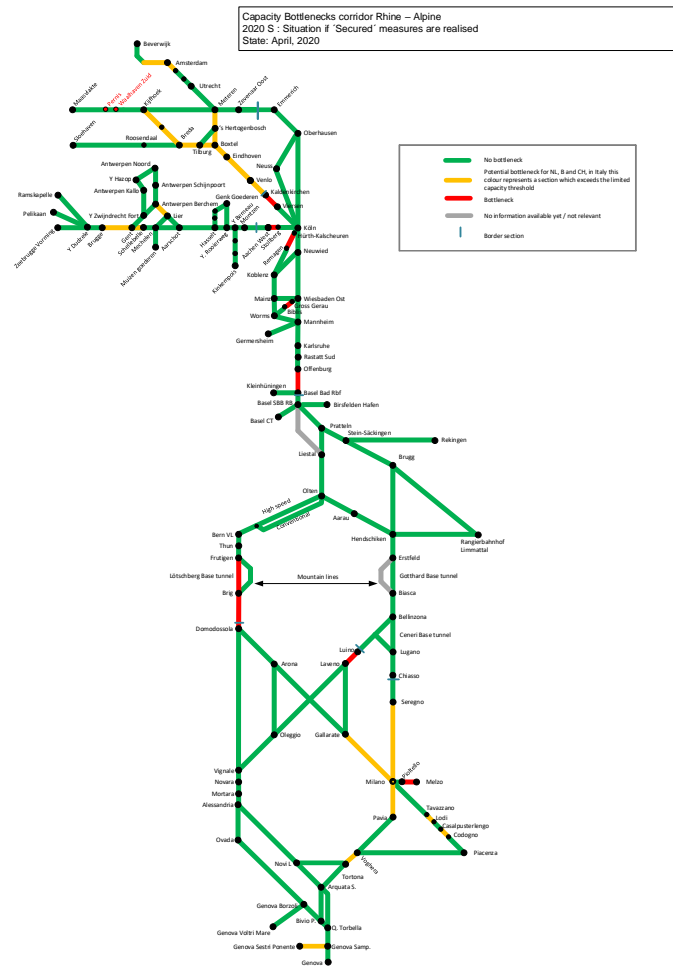 Capacity Bottlenecks corridor Rhine – Alpine
2020 S : Situation if ´Secured´ measures are realised
State: April, 2020
No bottleneck
Potential bottleneck for NL, B and CH, in Italy this
colour represents a section which exceeds the limited
capacity threshold
Bottleneck
No information available yet / not relevant
Border section
Beverwijk
Amsterdam
Utrecht
Maasvlakte
Pernis
Waalhaven Zuid
Kijfhoek
Meteren
Zevenaar Oost
Emmerich
Oberhausen
Sloehaven
Roosendaal
Breda
Tilburg
's Hertogenbosch
Boxtel
Eindhoven
Venlo
Neuss
Kaldenkirchen
Viersen
Antwerpen Noord
Y Hazop
Antwerpen Kallo
Antwerpen Schijnpoort
Antwerpen Berchem
Y Zwijndrecht fort
Lier
Ramskapelle
Pelikaan
Zeebrugge Vorming
Y Dudzele
Brugge
Gent
Schellebelle
Mechelen
Muizen goederen
Aarschot
Genk Goederen
Hasselt
Y. Rooierweg
Kinkempois
Y. Berneau
Montzen
Aachen West
Stolberg
Köln
Hürth-Kalscheuren
Remagen
Neuwied
Koblenz
Mainz
Wiesbaden Ost
Gross Gerau
Biblis
Worms
Mannheim
Germersheim
Karlsruhe
Rastatt Sud
Offenburg
Kleinhüningen
Basel Bad Rbf
Basel SBB RB
Birsfelden Hafen
Basel CT
Pratteln
Stein-Säckingen
Rekingen
Liestal
Brugg
Olten
High speed
Conventional
Aarau
Bern VL
Hendschiken
Rangierbahnhof
Limmattal
Thun
Frutigen
Erstfeld
Lötschberg Base tunnel
Mountain lines
Gotthard Base tunnel
Brig
Biasca
Bellinzona
Domodossola
Ceneri Base tunnel
Luino
Lugano
Arona
Laveno
Chiasso
Seregno
Oleggio
Gallarate
Vignale
Novara
Milano
Pioltello
Melzo
Mortara
Alessandria
Tavazzano
Lodi
Casalpusterlengo
Codogno
Pavia
Ovada
Piacenza
Voghera
Novi L
Tortona
Arquata S.
Genova Borzoli
Bivio P.
Genova Voltri Mare
Q. Torbella
Genova Sestri Ponente
Genova Samp.
Genova